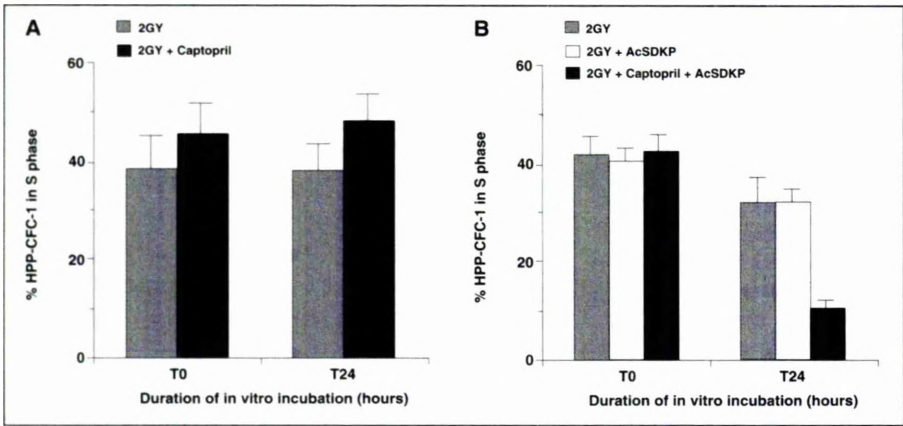 A
2GY
2GY + Captopril
60
40
20
0
% HPP-CFC-1 in S phase
T0
T24
Duration of in vitro incubation (hours)
B
2GY
2GY + AcSDKP
2GY + Captopril + AcSDKP
60
40
20
0
% HPP-CFC-1 in S phase
T0
T24
Duration of in vitro incubation (hours)